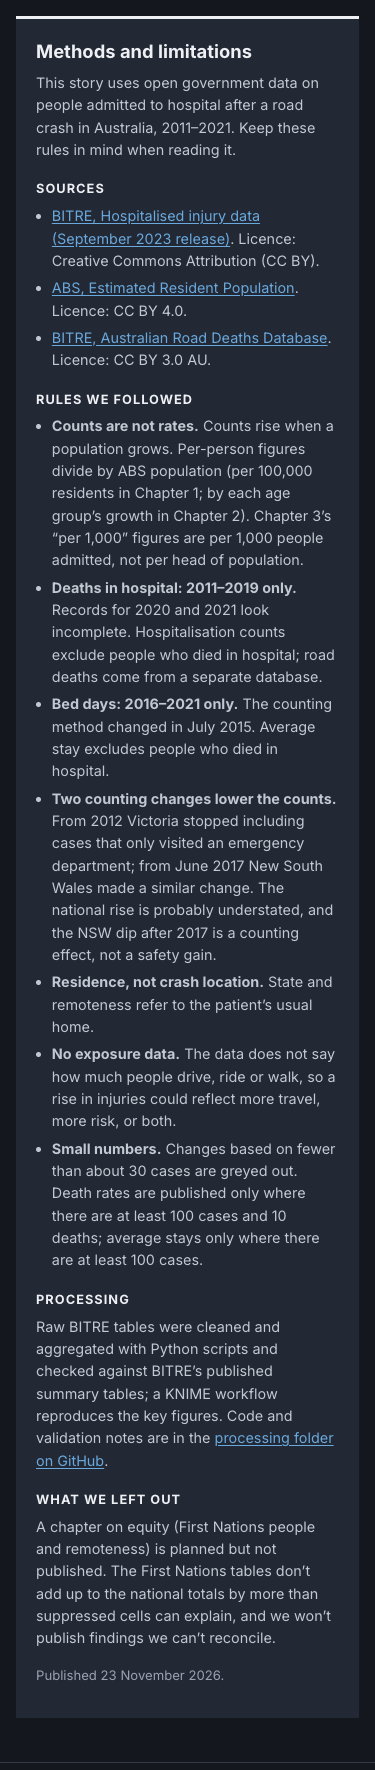 Methods and limitations
This story uses open government data on
people admitted to hospital after a road
crash in Australia, 2011–2021. Keep these
rules in mind when reading it.
SOURCES
• BITRE, Hospitalised injury data
(September 2023 release). Licence:
Creative Commons Attribution (CC BY).
• ABS, Estimated Resident Population.
Licence: CC BY 4.0.
• BITRE, Australian Road Deaths Database.
Licence: CC BY 3.0 AU.
RULES WE FOLLOWED
• Counts are not rates. Counts rise when a
population grows. Per-person figures
divide by ABS population (per 100,000
residents in Chapter 1; by each age
group’s growth in Chapter 2). Chapter 3’s
“per 1,000” figures are per 1,000 people
admitted, not per head of population.
• Deaths in hospital: 2011–2019 only.
Records for 2020 and 2021 look
incomplete. Hospitalisation counts
exclude people who died in hospital; road
deaths come from a separate database.
• Bed days: 2016–2021 only. The counting
method changed in July 2015. Average
stay excludes people who died in
hospital.
• Two counting changes lower the counts.
From 2012 Victoria stopped including
cases that only visited an emergency
department; from June 2017 New South
Wales made a similar change. The
national rise is probably understated, and
the NSW dip after 2017 is a counting
effect, not a safety gain.
• Residence, not crash location. State and
remoteness refer to the patient’s usual
home.
• No exposure data. The data does not say
how much people drive, ride or walk, so a
rise in injuries could reflect more travel,
more risk, or both.
• Small numbers. Changes based on fewer
than about 30 cases are greyed out.
Death rates are published only where
there are at least 100 cases and 10
deaths; average stays only where there
are at least 100 cases.
PROCESSING
Raw BITRE tables were cleaned and
aggregated with Python scripts and
checked against BITRE’s published
summary tables; a KNIME workflow
reproduces the key figures. Code and
validation notes are in the processing folder
on GitHub.
WHAT WE LEFT OUT
A chapter on equity (First Nations people
and remoteness) is planned but not
published. The First Nations tables don’t
add up to the national totals by more than
suppressed cells can explain, and we won’t
publish findings we can’t reconcile.
Published 23 November 2026.